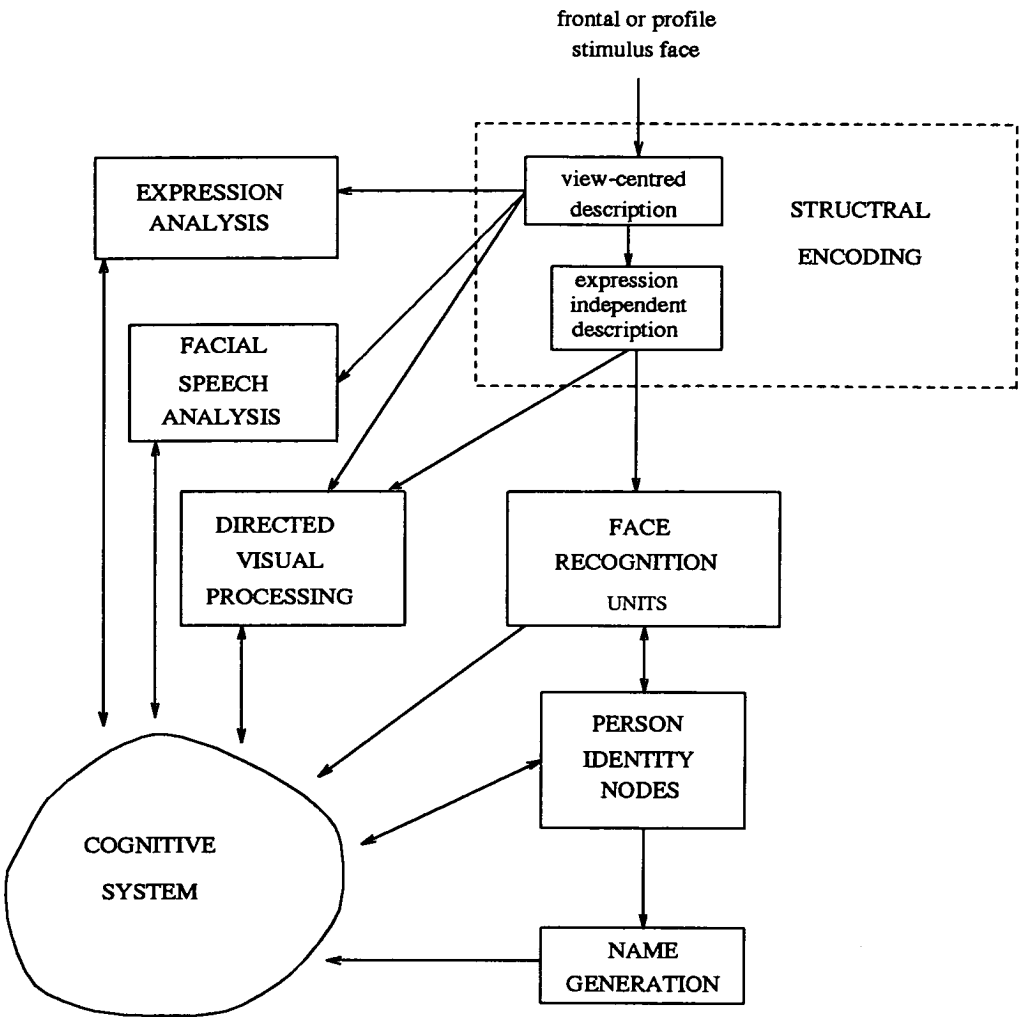 frontal or profile
stimulus face
view-centred
description
STRUCTRAL
ENCODING
expression
independent
description
EXPRESSION
ANALYSIS
FACIAL
SPEECH
ANALYSIS
DIRECTED
VISUAL
PROCESSING
FACE
RECOGNITION
UNITS
PERSON
IDENTITY
NODES
COGNITIVE
SYSTEM
NAME
GENERATION